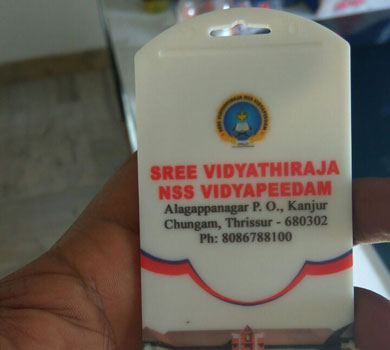 SREE VIDYATHIRAJA
NSS VIDYAPEEDAM
Alagappanagar P. O., Kanjur
Chungam, Thrissur - 680302
Ph: 8086788100